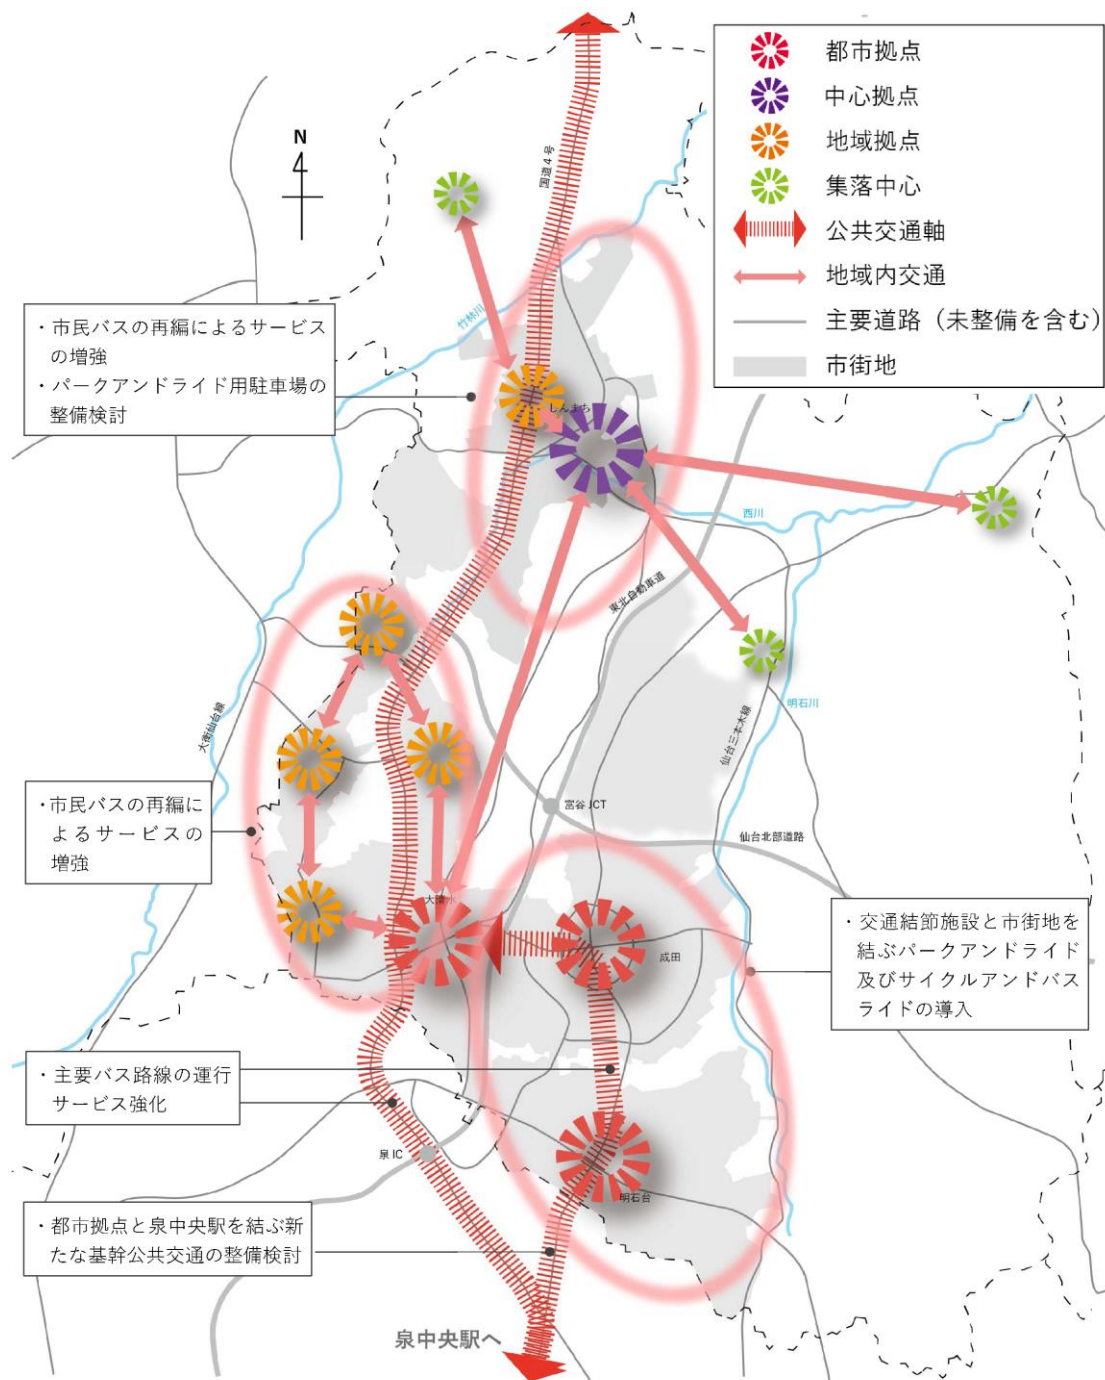 都市拠点
中心拠点
地域拠点
集落中心
公共交通軸
地域内交通
主要道路（未整備を含む）
市街地
N
国道4号
竹林川
・市民バスの再編によるサービス
の増強
・パークアンドライド用駐車場の
整備検討
しんまち
西川
東北自動車道
明石川
仙台三本木線
大衡仙台線
富谷JCT
仙台北部道路
・市民バスの再編に
よるサービスの
増強
大清水
成田
・交通結節施設と市街地を
結ぶパークアンドライド
及びサイクルアンドバス
ライドの導入
・主要バス路線の運行
サービス強化
泉IC
明石台
・都市拠点と泉中央駅を結ぶ新
たな基幹公共交通の整備検討
泉中央駅へ